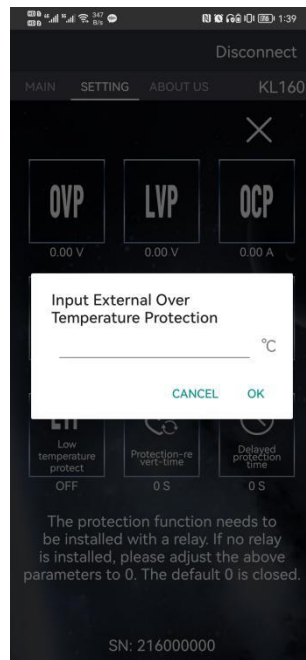 347
B/s
1:39
Disconnect
MAIN SETTING ABOUT US KL160
OVP LVP OCP
0.00 V 0.00 V 0.00 A
Input External Over
Temperature Protection
°C
CANCEL OK
Low
temperature
protect
Protection-re
vert-time
Delayed
protection
time
OFF 0 S 0 S
The protection function needs to
be installed with a relay. If no relay
is installed, please adjust the above
parameters to 0. The default 0 is closed.
SN: 216000000